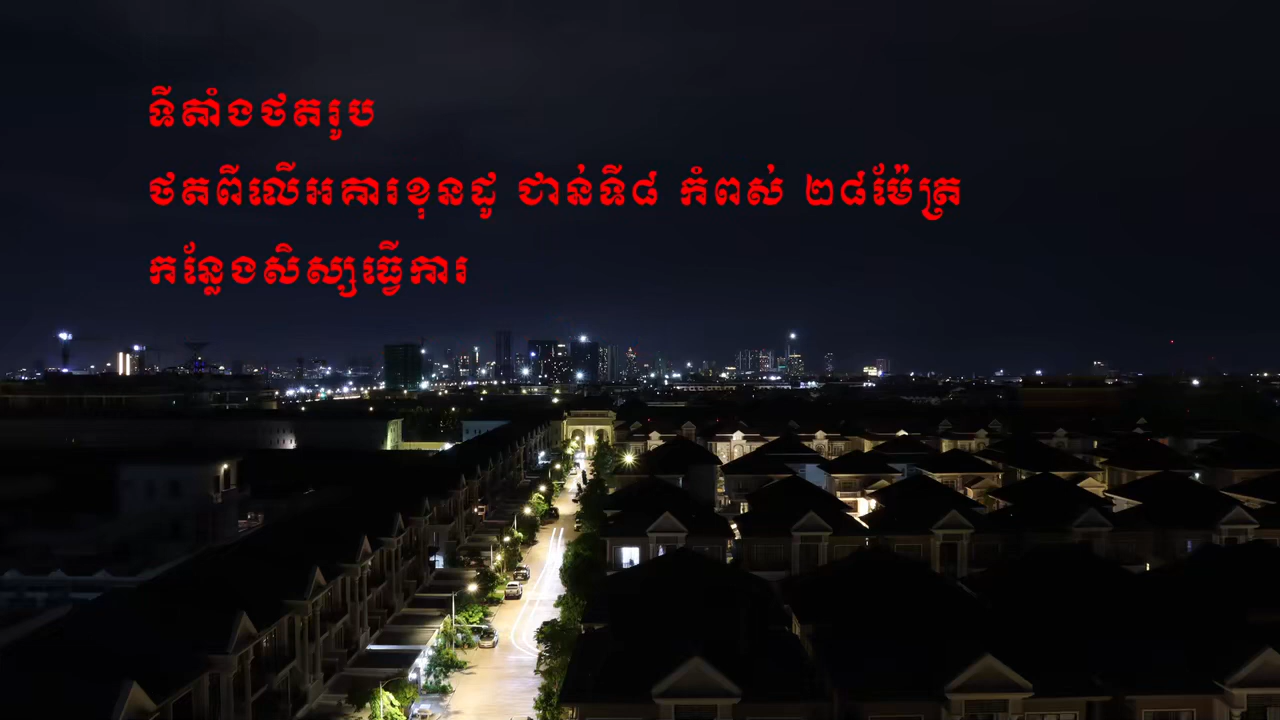 ទីតាំងថតរូប
ថតពីលើអគារខុនដូ ជាន់ទី៨ កំពស់ ២៨ម៉ែត្រ
កន្លែងសិស្សធ្វើការ